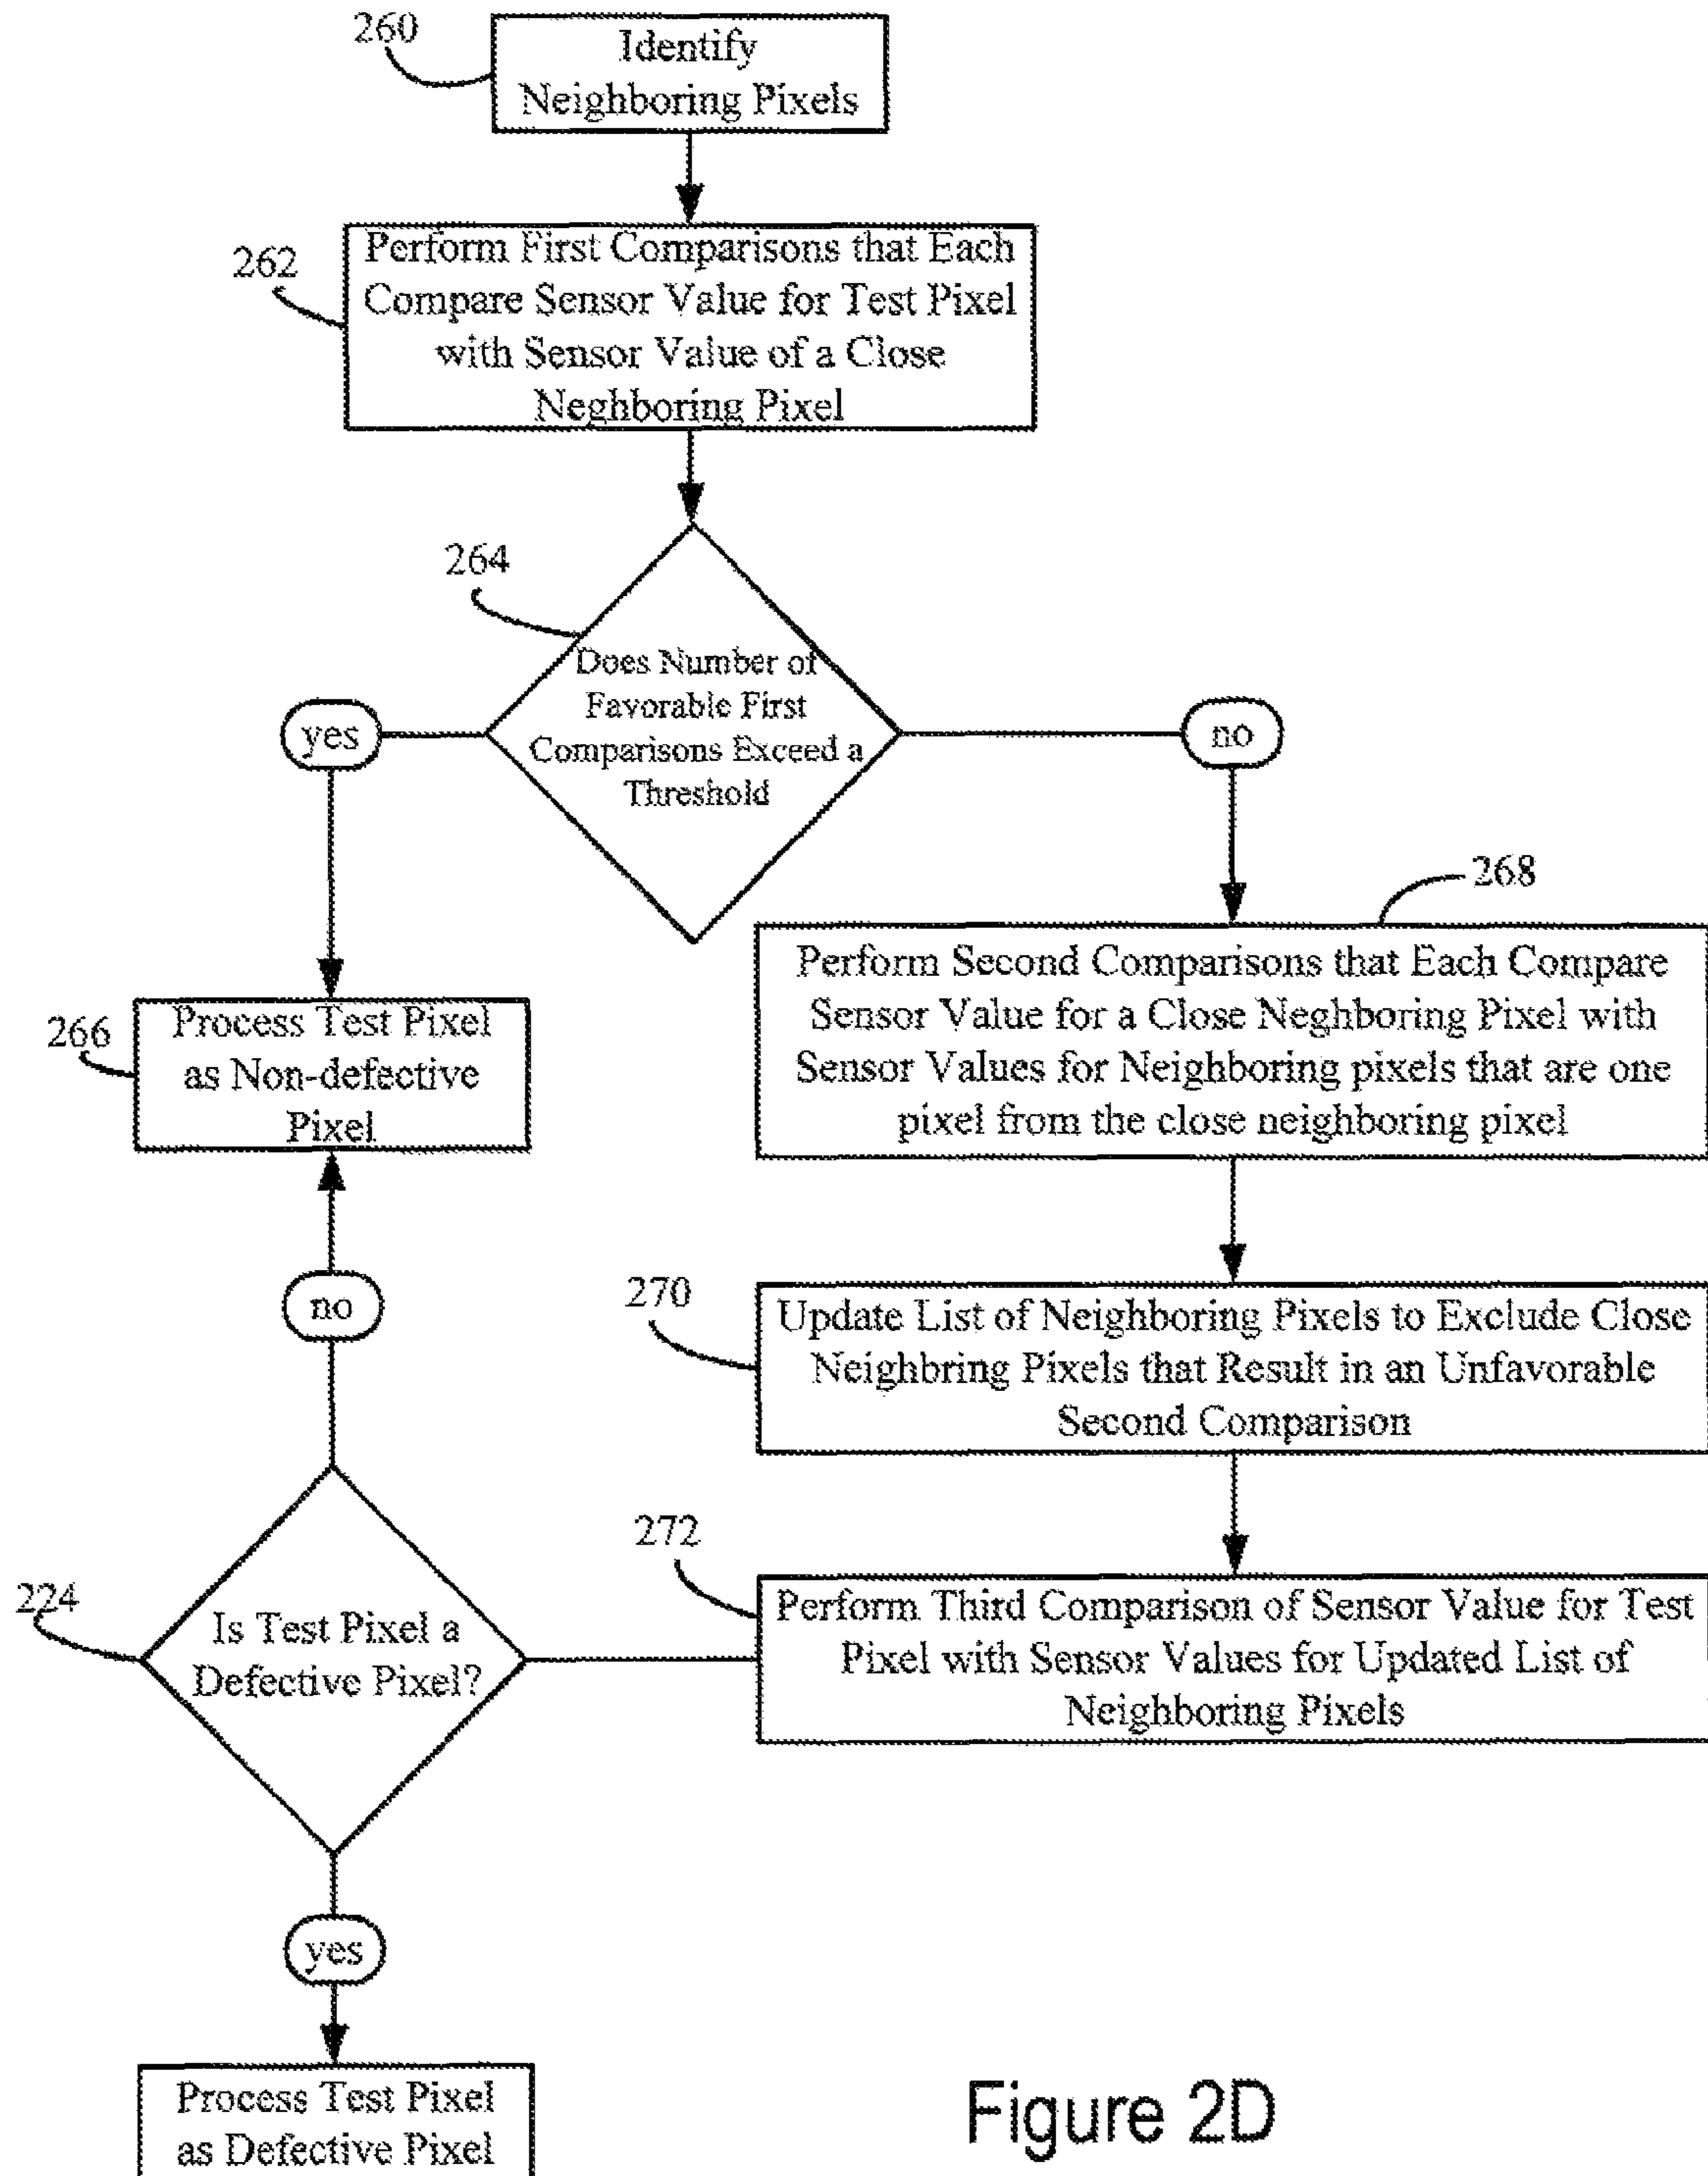 260
Identify
Neighboring Pixels
262
Perform First Comparisons that Each
Compare Sensor Value for Test Pixel
with Sensor Value of a Close
Neghboring Pixel
264
Does Number of
Favorable First
Comparisons Exceed a
Threshold
yes
no
266
Process Test Pixel
as Non-defective
Pixel
268
Perform Second Comparisons that Each Compare
Sensor Value for a Close Neghboring Pixel with
Sensor Values for Neighboring pixels that are one
pixel from the close neighboring pixel
270
Update List of Neighboring Pixels to Exclude Close
Neighbring Pixels that Result in an Unfavorable
Second Comparison
272
Perform Third Comparison of Sensor Value for Test
Pixel with Sensor Values for Updated List of
Neighboring Pixels
no
224
Is Test Pixel a
Defective Pixel?
yes
Process Test Pixel
as Defective Pixel
Figure 2D